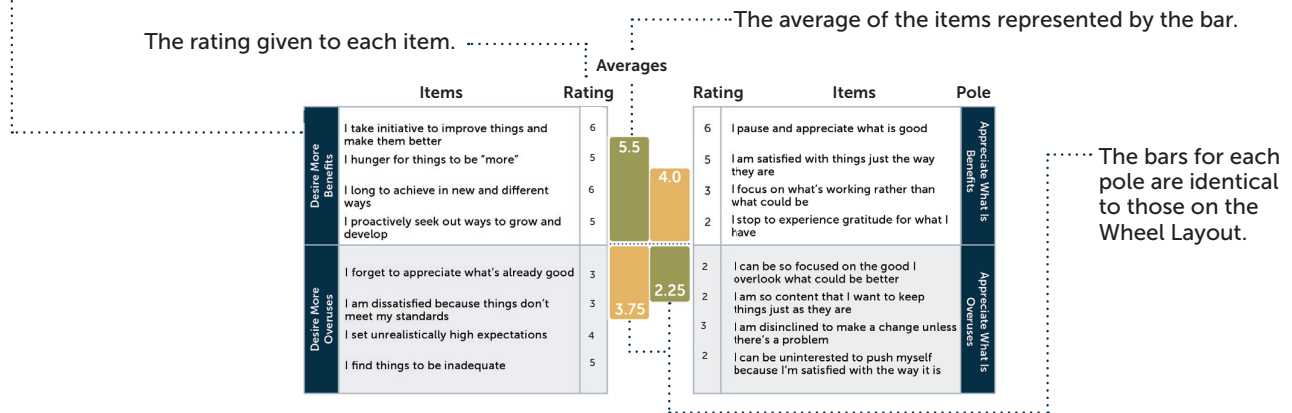 The average of the items represented by the bar.
The rating given to each item.
Averages
Items
Rating
Rating
Items
Pole
Desire More
Benefits
I take initiative to improve things and
make them better
6
I hunger for things to be "more"
5
I long to achieve in new and different
ways
6
I proactively seek out ways to grow and
develop
5
5.5
4.0
6
I pause and appreciate what is good
5
I am satisfied with things just the way
they are
3
I focus on what's working rather than
what could be
2
I stop to experience gratitude for what I
have
Appreciate What Is
Benefits
Desire More
Overuses
I forget to appreciate what's already good
3
I am dissatisfied because things don't
meet my standards
3
I set unrealistically high expectations
4
I find things to be inadequate
5
3.75
2.25
2
I can be so focused on the good I
overlook what could be better
2
I am so content that I want to keep
things just as they are
3
I am disinclined to make a change unless
there's a problem
2
I can be uninterested to push myself
because I'm satisfied with the way it is
Appreciate What Is
Overuses
The bars for each
pole are identical
to those on the
Wheel Layout.